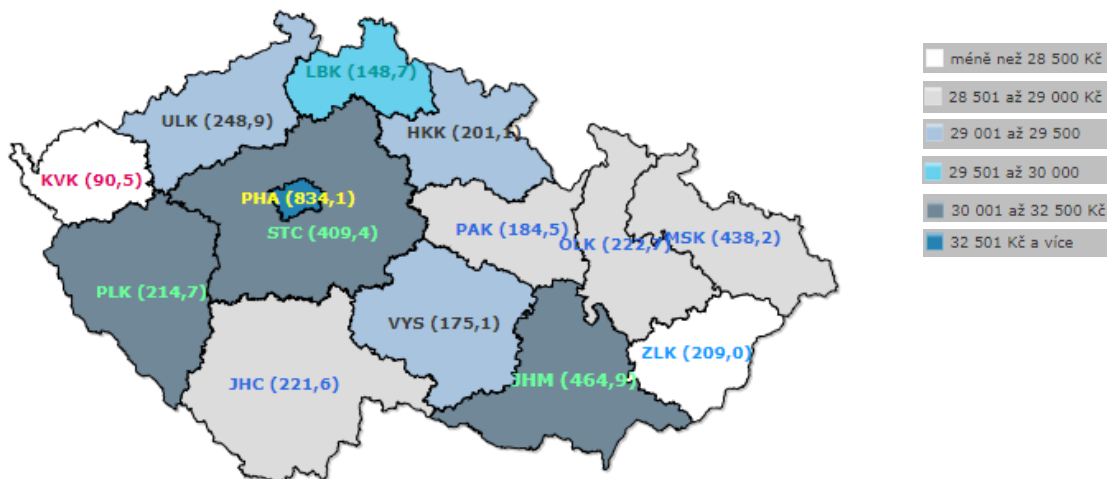 LBK (148,7)
ULK (248,9)
HKK (201,1)
KVK (90,5)
PHA (834,1)
STC (409,4)
PAK (184,5)
OLK (222,7)
MSK (438,2)
PLK (214,7)
VYS (175,1)
ZLK (209,0)
JHC (221,6)
JHM (464,9)
méně než 28 500 Kč
28 501 až 29 000 Kč
29 001 až 29 500
29 501 až 30 000
30 001 až 32 500 Kč
32 501 Kč a více